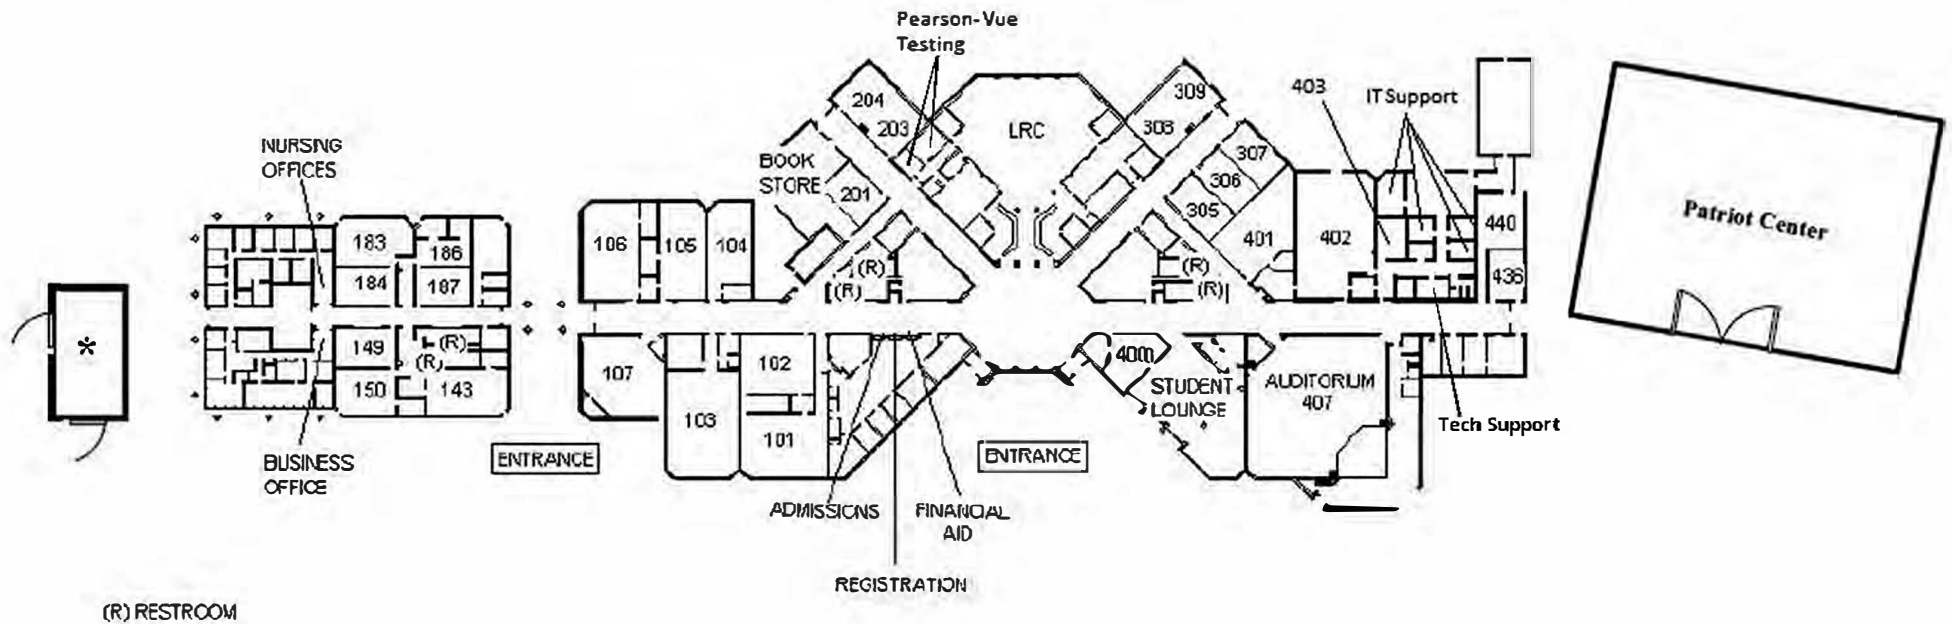 Pearson-Vue
Testing
204
203
LRC
309
308
403
IT Support
NURSING
OFFICES
BOOK
STORE
201
307
306
305
401
402
440
436
Patriot Center
183
186
184
187
106
105
104
(R)
(R)
(R)
(R)
*
149
(R)
(R)
150
143
107
102
103
101
STUDENT
LOUNGE
AUDITORIUM
407
Tech Support
ENTRANCE
ENTRANCE
BUSINESS
OFFICE
ADMISSIONS
FINANCIAL
AID
REGISTRATION
(R) RESTROOM